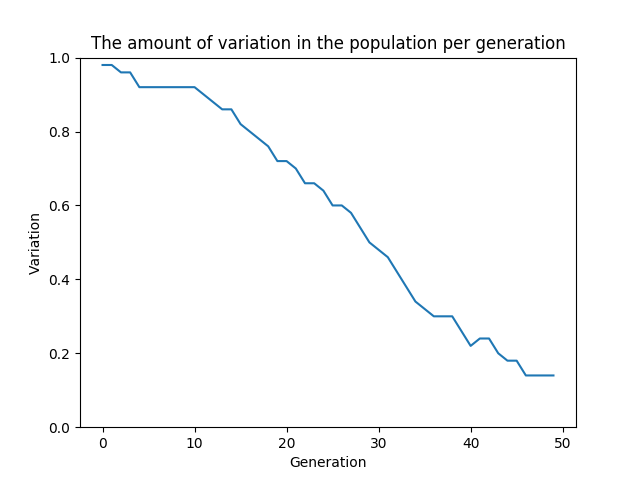 The amount of variation in the population per generation
1.0
0.8
0.6
0.4
0.2
0.0
Variation
0 10 20 30 40 50
Generation